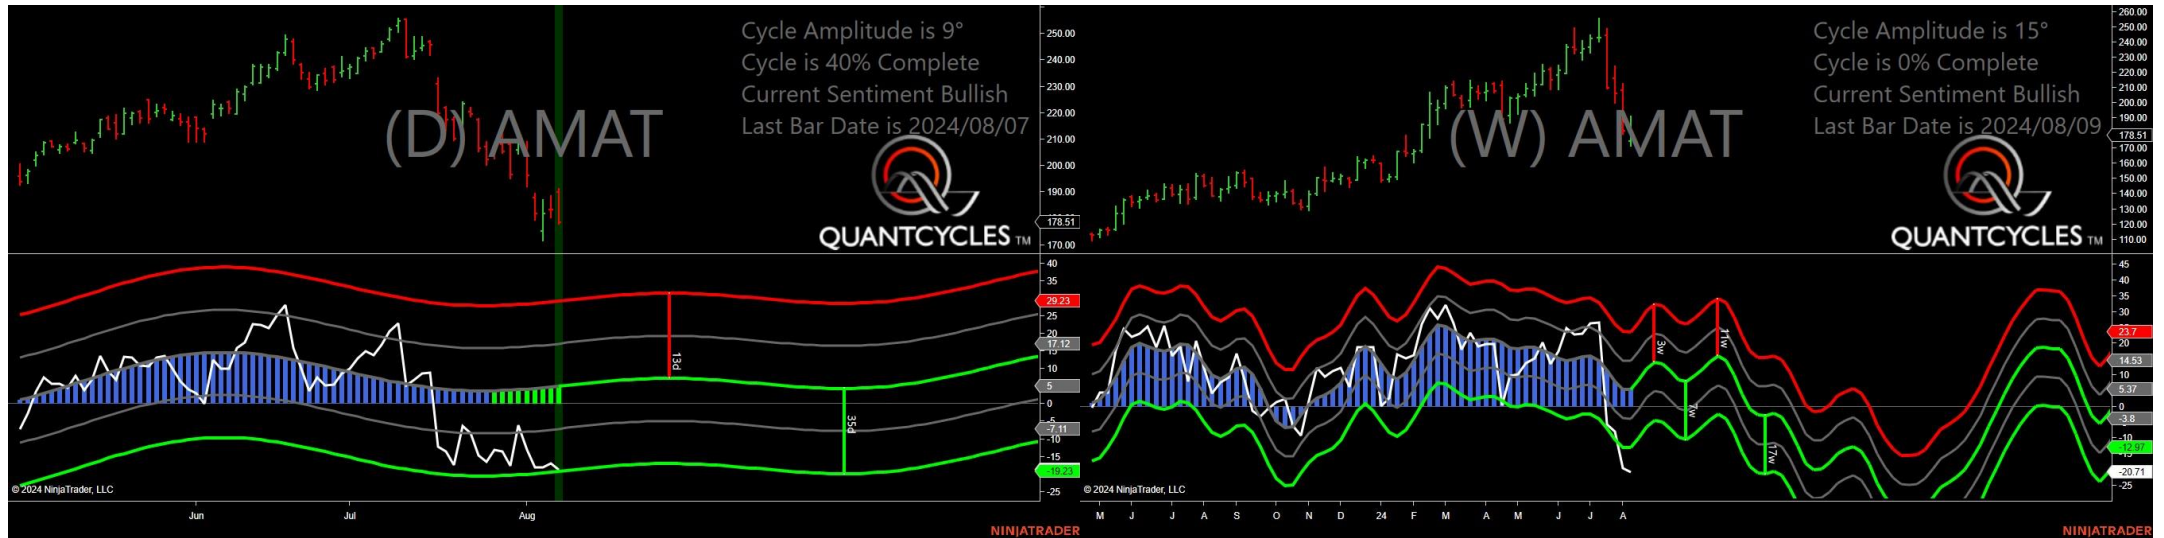 Cycle Amplitude is 9°
Cycle is 40% Complete
Current Sentiment Bullish
Last Bar Date is 2024/08/07
(D) AMAT
QUANTCYCLES TM
250.00
240.00
230.00
220.00
210.00
200.00
190.00
178.51
170.00
40
35
29.23
25
20
17.12
15
10
5
0
-7.11
-10
-15
-19.23
-25
13d
35d
© 2024 NinjaTrader, LLC
Jun Jul Aug
NINJATRADER
Cycle Amplitude is 15°
Cycle is 0% Complete
Current Sentiment Bullish
Last Bar Date is 2024/08/09
(W) AMAT
QUANTCYCLES TM
260.00
250.00
240.00
230.00
220.00
210.00
200.00
190.00
178.51
170.00
160.00
150.00
140.00
130.00
120.00
110.00
45
40
35
30
23.7
20
14.53
10
5.37
0
-3.8
-10
-12.97
-20.71
-25
3w
11w
7w
17w
© 2024 NinjaTrader, LLC
M J J A S O N D 24 F M A M J J A
NINJATRADER